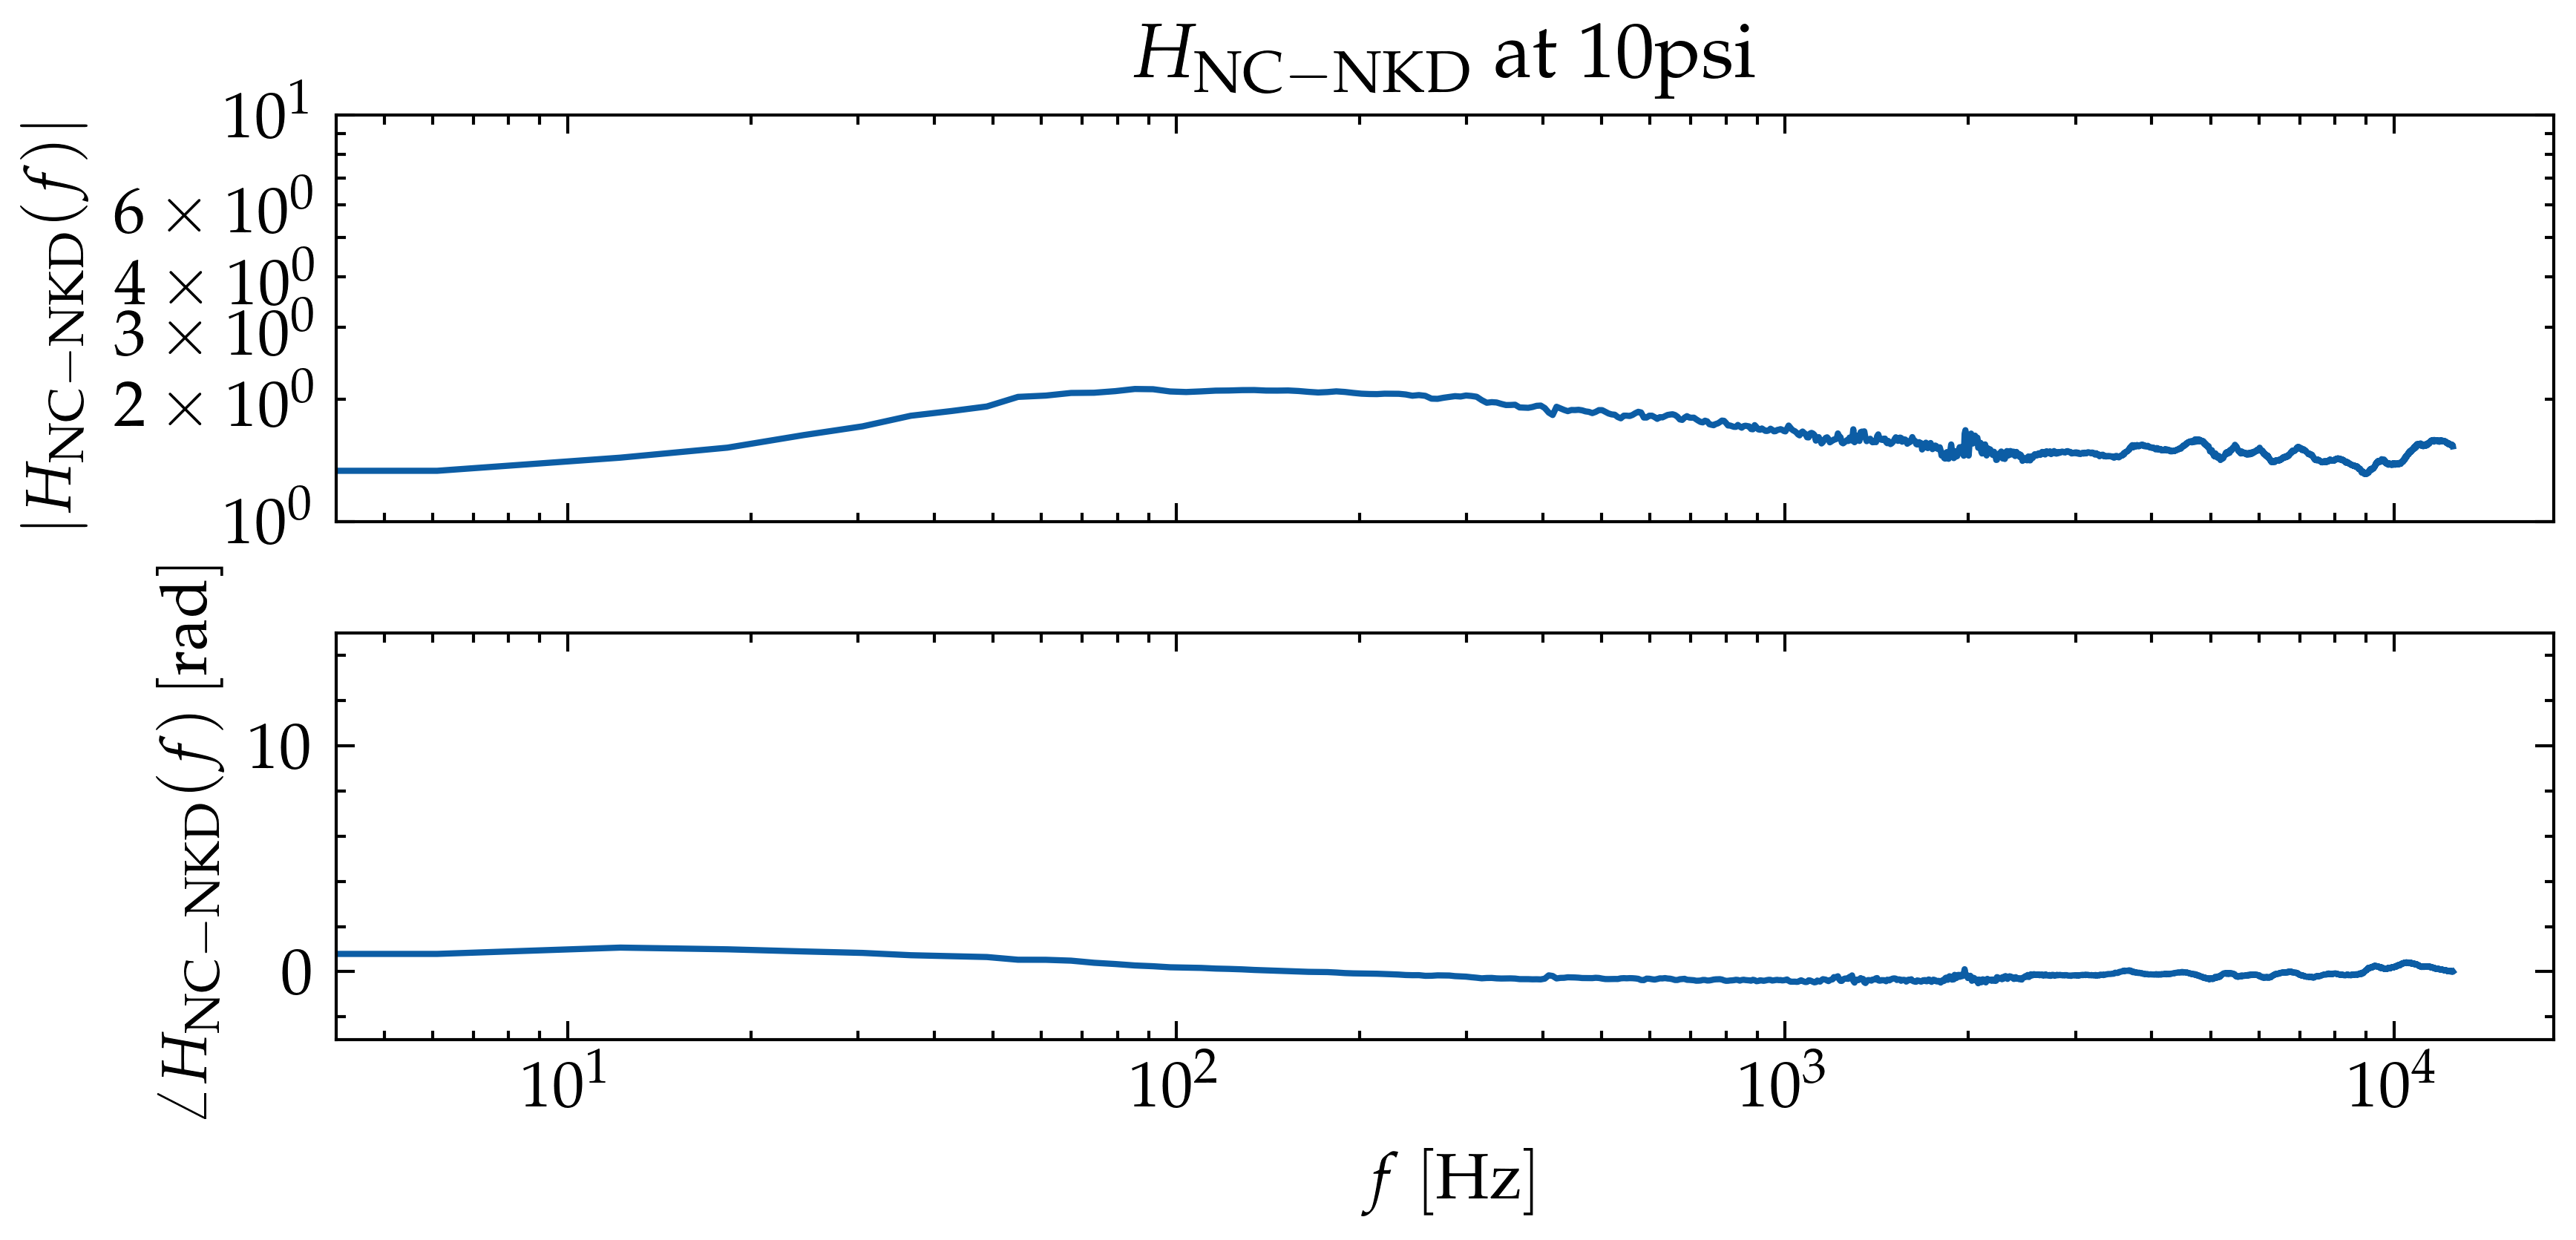 H_NC−NKD at 10psi
|H_NC−NKD(f)|
10^1
6 × 10^0
4 × 10^0
3 × 10^0
2 × 10^0
10^0
∠H_NC−NKD(f) [rad]
10
0
10^1 10^2 10^3 10^4
f [Hz]